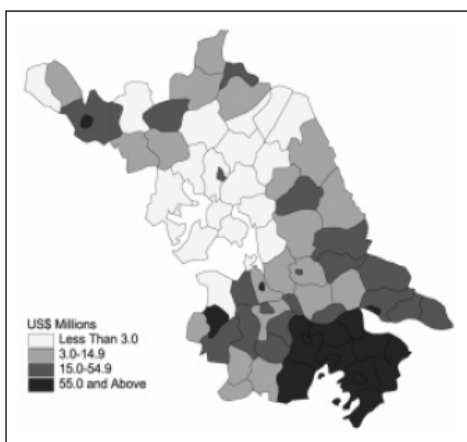 US$ Millions
Less Than 3.0
3.0-14.9
15.0-54.9
55.0 and Above